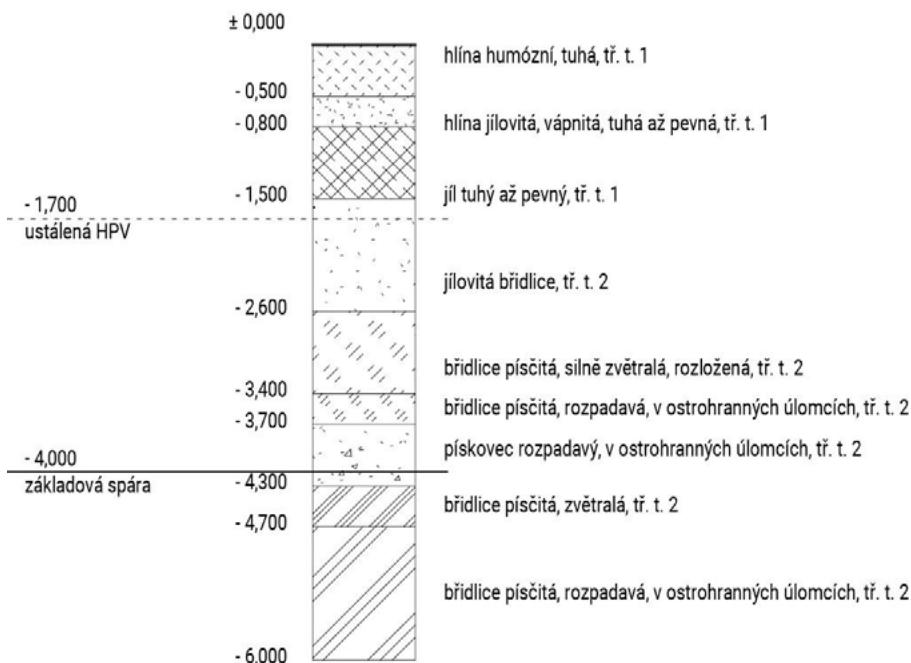 ± 0,000
hlína humózní, tuhá, tř. t. 1
- 0,500
- 0,800
hlína jílovitá, vápnitá, tuhá až pevná, tř. t. 1
- 1,500
jíl tuhý až pevný, tř. t. 1
- 1,700
ustálená HPV
jílovitá břidlice, tř. t. 2
- 2,600
břidlice písčitá, silně zvětralá, rozložená, tř. t. 2
- 3,400
břidlice písčitá, rozpadavá, v ostrohranných úlomcích, tř. t. 2
- 3,700
pískovec rozpadavý, v ostrohranných úlomcích, tř. t. 2
- 4,000
základová spára
- 4,300
břidlice písčitá, zvětralá, tř. t. 2
- 4,700
břidlice písčitá, rozpadavá, v ostrohranných úlomcích, tř. t. 2
- 6,000